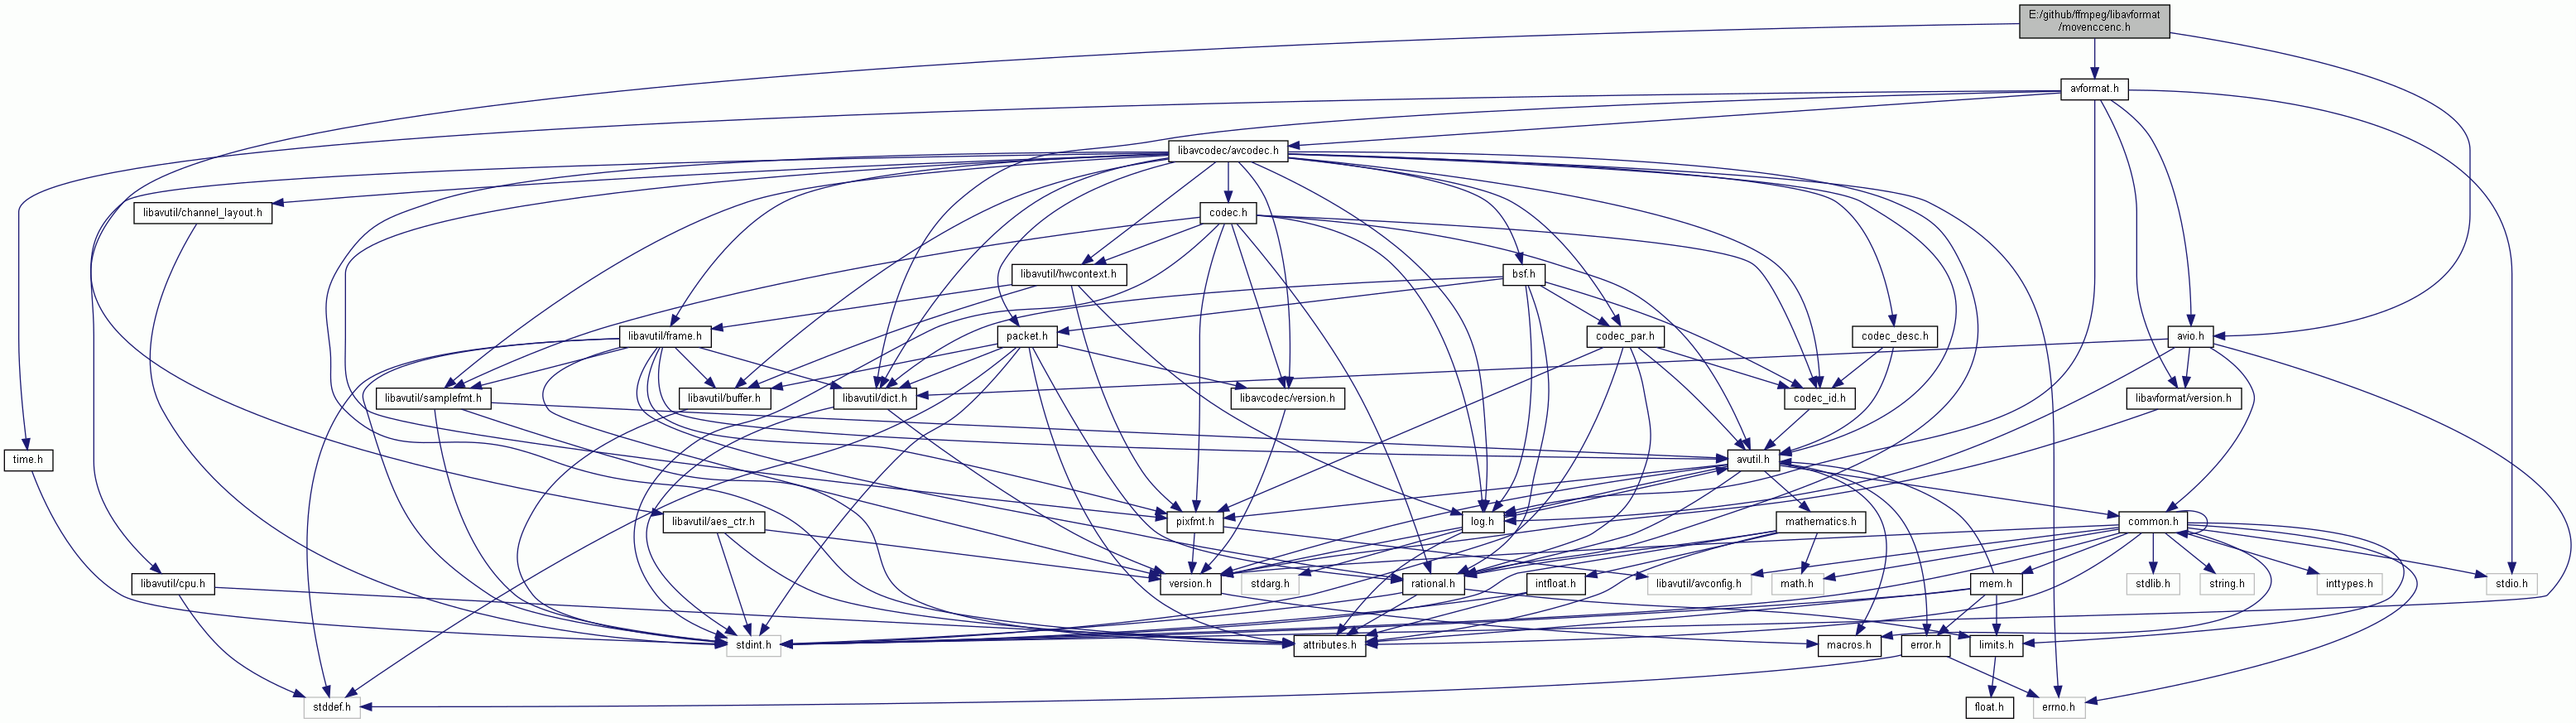 E:/github/ffmpeg/libavformat
/movenccenc.h
avformat.h
libavcodec/avcodec.h
libavutil/channel_layout.h
codec.h
libavutil/hwcontext.h
bsf.h
libavutil/frame.h
packet.h
codec_par.h
codec_desc.h
avio.h
libavutil/samplefmt.h
libavutil/buffer.h
libavutil/dict.h
libavcodec/version.h
codec_id.h
libavformat/version.h
time.h
avutil.h
libavutil/aes_ctr.h
pixfmt.h
log.h
mathematics.h
common.h
libavutil/cpu.h
version.h
stdarg.h
rational.h
intfloat.h
libavutil/avconfig.h
math.h
mem.h
stdlib.h
string.h
inttypes.h
stdio.h
stdint.h
attributes.h
macros.h
error.h
limits.h
stddef.h
float.h
errno.h